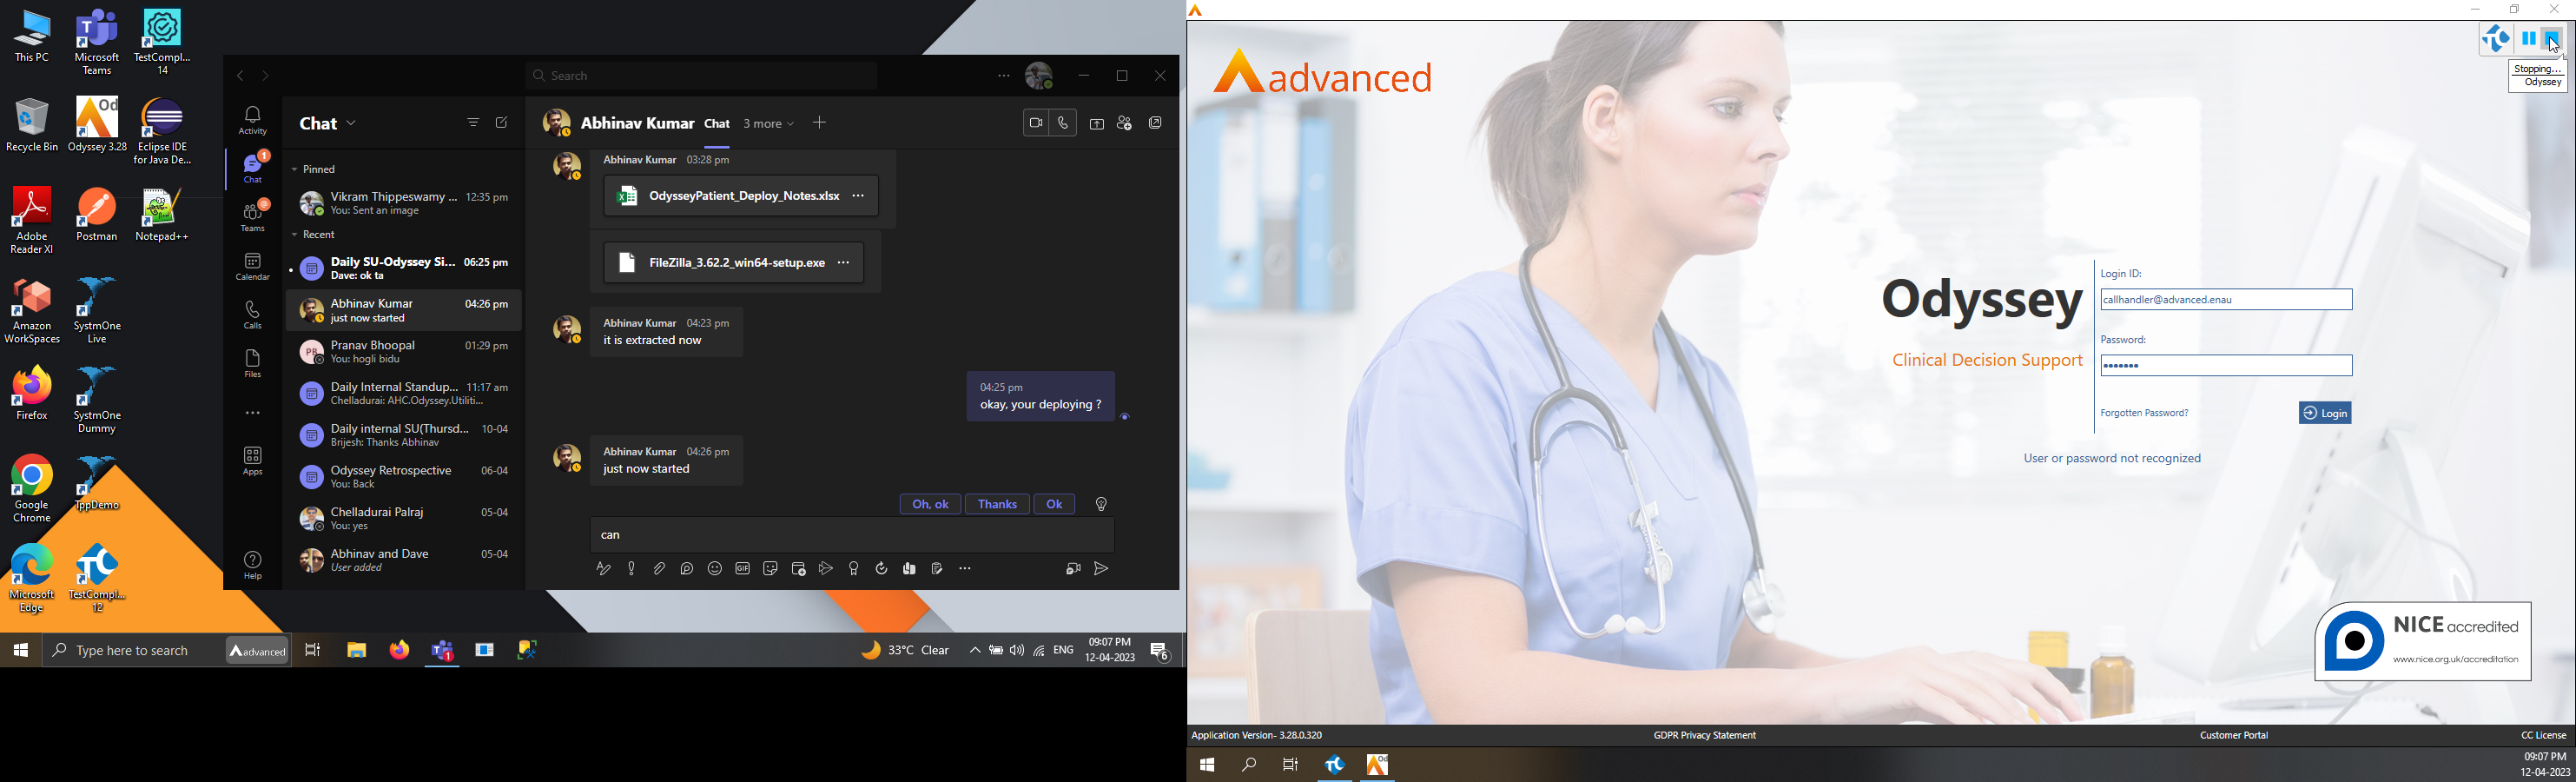 This PC
Microsoft
Teams
TestCompl...
14
Recycle Bin
Odyssey 3.28
Eclipse IDE
for Java De...
Adobe
Reader XI
Postman
Notepad++
Amazon
WorkSpaces
SystmOne
Live
Firefox
SystmOne
Dummy
Google
Chrome
TppDemo
Microsoft
Edge
TestCompl...
12
Search
Activity
Chat
1
Teams
Calendar
Calls
Files
Apps
Help
Chat
Pinned
Vikram Thippeswamy ... 12:35 pm
You: Sent an image
Recent
Daily SU-Odyssey Si... 06:25 pm
Dave: ok ta
Abhinav Kumar 04:26 pm
just now started
PB
Pranav Bhoopal 01:29 pm
You: hogli bidu
Daily Internal Standup... 11:17 am
Chelladurai: AHC.Odyssey.Utiliti...
Daily internal SU(Thursd... 10-04
Brijesh: Thanks Abhinav
Odyssey Retrospective 06-04
You: Back
Chelladurai Palraj 05-04
You: yes
Abhinav and Dave 05-04
User added
Abhinav Kumar Chat 3 more
Abhinav Kumar 03:28 pm
OdysseyPatient_Deploy_Notes.xlsx
FileZilla_3.62.2_win64-setup.exe
Abhinav Kumar 04:23 pm
it is extracted now
04:25 pm
okay, your deploying ?
Abhinav Kumar 04:26 pm
just now started
Oh, ok Thanks Ok
can
GIF
Type here to search
advanced
1
33°C Clear
ENG
09:07 PM
12-04-2023
6
advanced
Stopping...
Odyssey
Odyssey
Clinical Decision Support
Login ID:
callhandler@advanced.enau
Password:
Forgotten Password?
Login
User or password not recognized
NICE accredited
www.nice.org.uk/accreditation
Application Version- 3.28.0.320
GDPR Privacy Statement
Customer Portal
CC License
Od
09:07 PM
12-04-2023